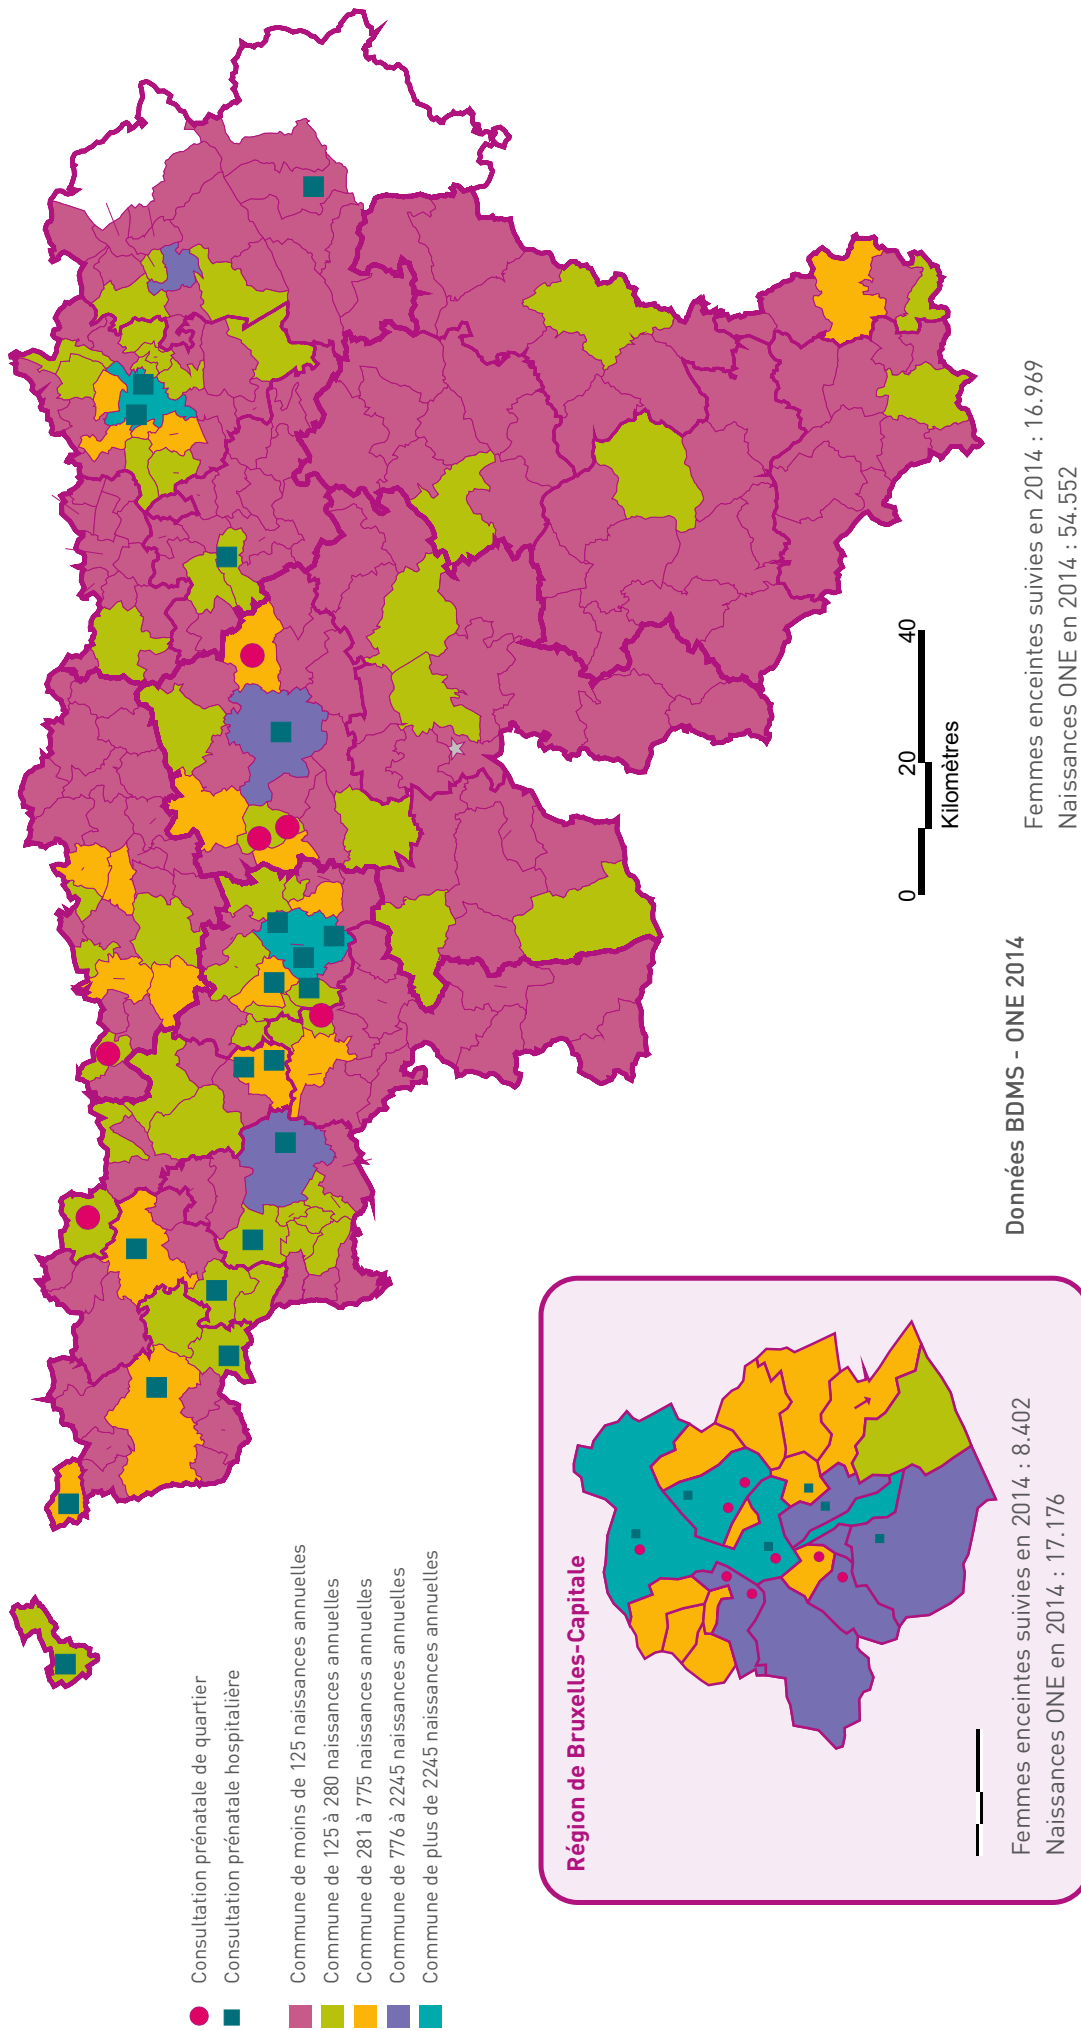 Consultation prénatale de quartier
Consultation prénatale hospitalière
Commune de moins de 125 naissances annuelles
Commune de 125 à 280 naissances annuelles
Commune de 281 à 775 naissances annuelles
Commune de 776 à 2245 naissances annuelles
Commune de plus de 2245 naissances annuelles
Région de Bruxelles-Capitale
Femmes enceintes suivies en 2014 : 8.402
Naissances ONE en 2014 : 17.176
Données BDMS - ONE 2014
0 20 40
Kilomètres
Femmes enceintes suivies en 2014 : 16.969
Naissances ONE en 2014 : 54.552